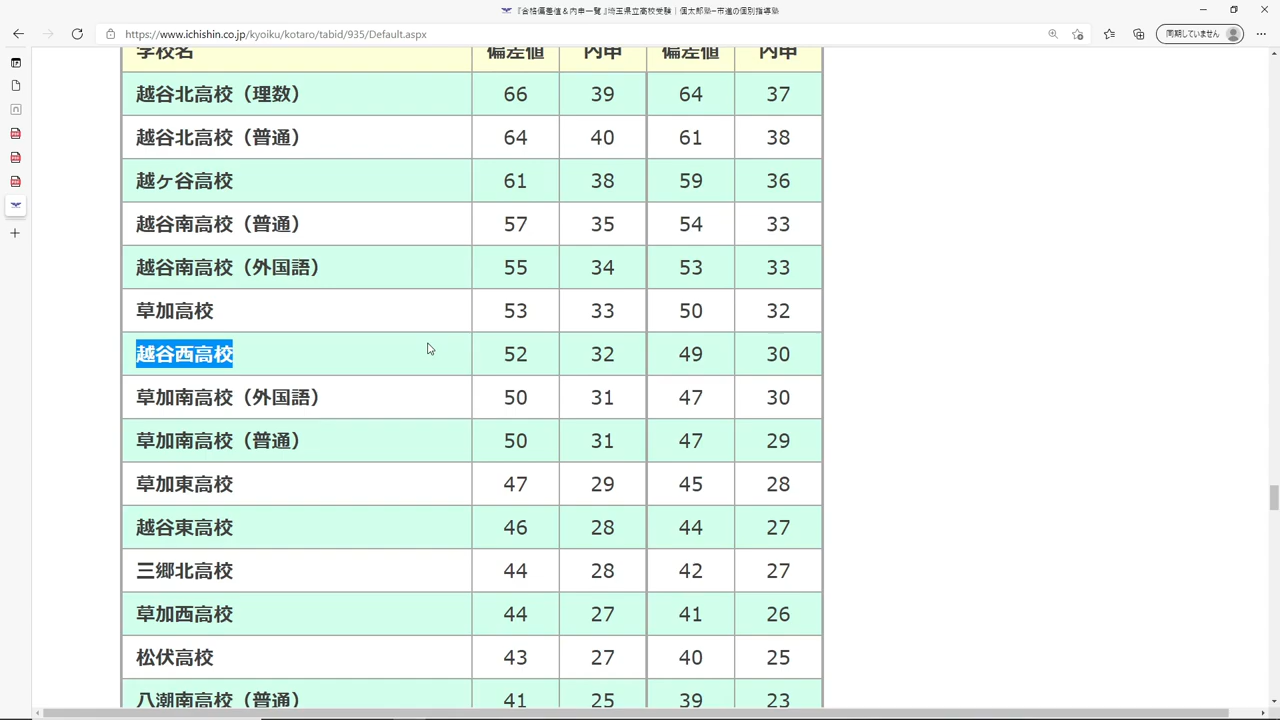 『合格偏差値&内申一覧』埼玉県立高校受験｜個太郎塾-市進の個別指導塾
https://www.ichishin.co.jp/kyoiku/kotaro/tabid/935/Default.aspx
同期していません
学校名 偏差値 内申 偏差値 内申
越谷北高校（理数） 66 39 64 37
越谷北高校（普通） 64 40 61 38
越ヶ谷高校 61 38 59 36
越谷南高校（普通） 57 35 54 33
越谷南高校（外国語） 55 34 53 33
草加高校 53 33 50 32
越谷西高校 52 32 49 30
草加南高校（外国語） 50 31 47 30
草加南高校（普通） 50 31 47 29
草加東高校 47 29 45 28
越谷東高校 46 28 44 27
三郷北高校 44 28 42 27
草加西高校 44 27 41 26
松伏高校 43 27 40 25
八潮南高校（普通） 41 25 39 23